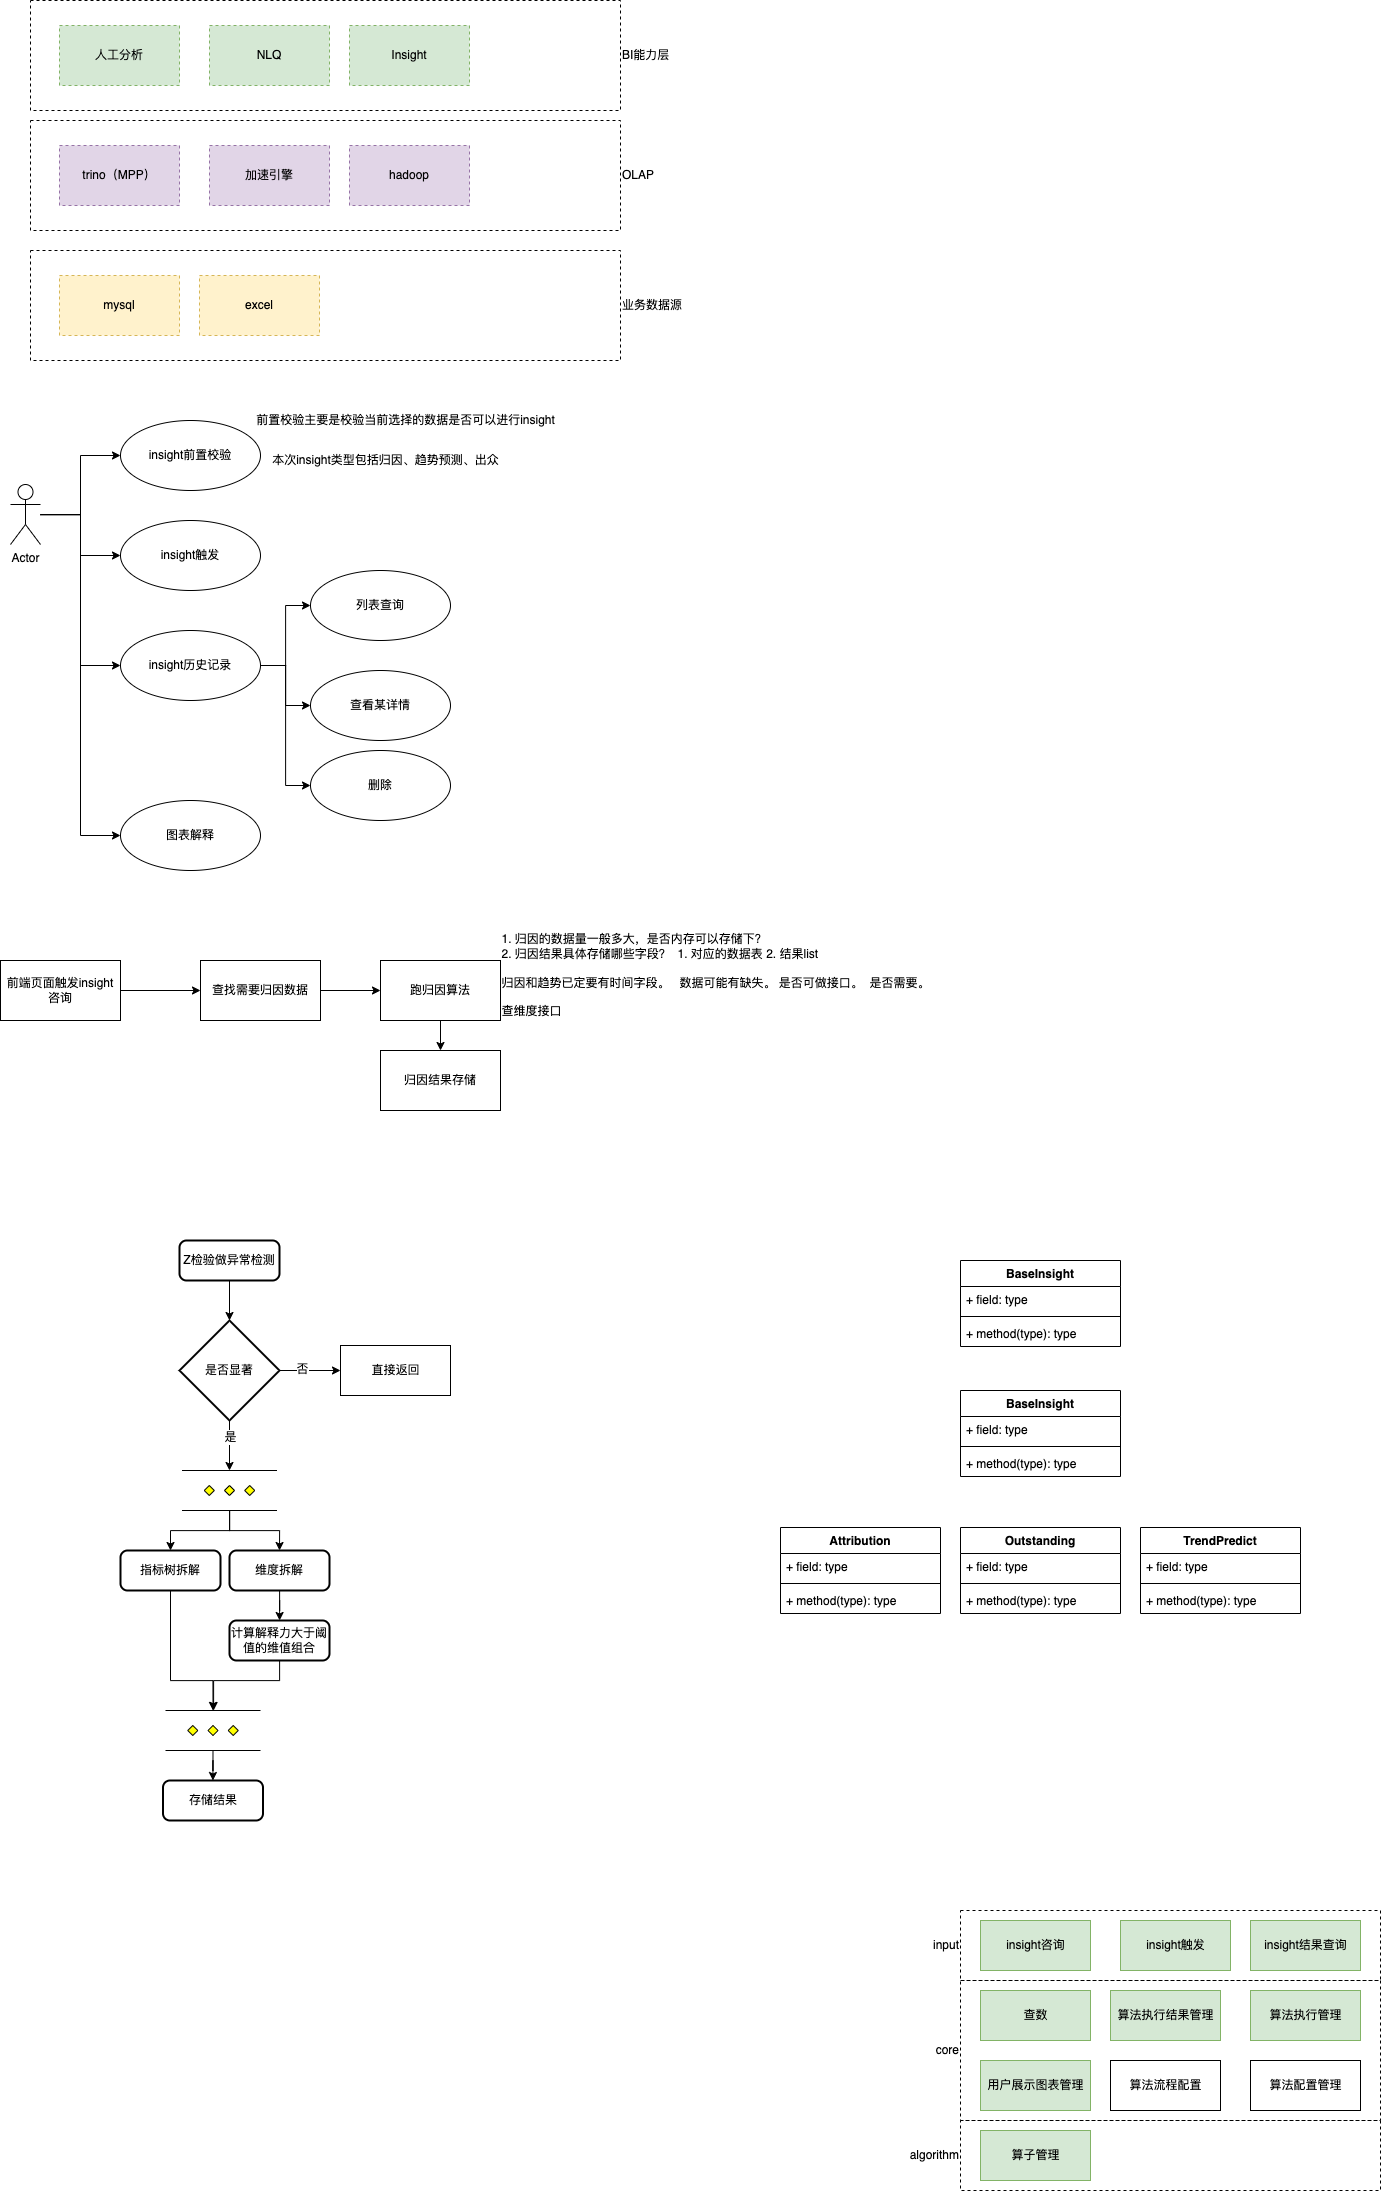 人工分析
NLQ
Insight
BI能力层
trino（MPP）
加速引擎
hadoop
OLAP
mysql
excel
业务数据源
前置校验主要是校验当前选择的数据是否可以进行insight
insight前置校验
本次insight类型包括归因、趋势预测、出众
Actor
insight触发
列表查询
insight历史记录
查看某详情
删除
图表解释
前端页面触发insight
咨询
查找需要归因数据
跑归因算法
1. 归因的数据量一般多大，是否内存可以存储下?
2. 归因结果具体存储哪些字段? 1. 对应的数据表 2. 结果list
归因和趋势已定要有时间字段。 数据可能有缺失。 是否可做接口。 是否需要。
查维度接口
归因结果存储
Z检验做异常检测
是否显著
否
直接返回
是
指标树拆解
维度拆解
计算解释力大于阈
值的维值组合
存储结果
BaseInsight
+ field: type
+ method(type): type
BaseInsight
+ field: type
+ method(type): type
Attribution
+ field: type
+ method(type): type
Outstanding
+ field: type
+ method(type): type
TrendPredict
+ field: type
+ method(type): type
input
insight咨询
insight触发
insight结果查询
core
查数
算法执行结果管理
算法执行管理
用户展示图表管理
算法流程配置
算法配置管理
algorithm
算子管理